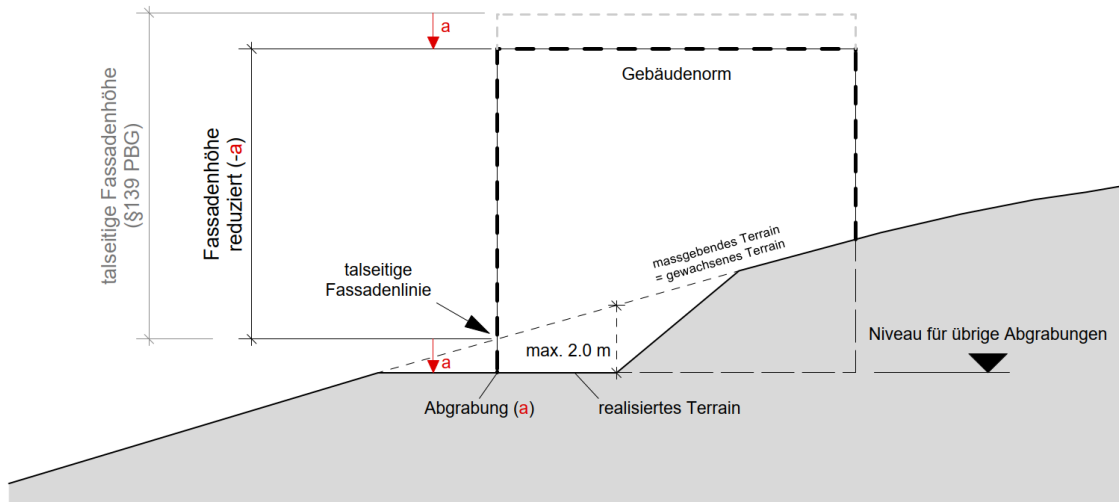 a
talseitige Fassadenhöhe
(§139 PBG)
Fassadenhöhe
reduziert (-a)
Gebäudenorm
massgebendes Terrain
= gewachsenes Terrain
talseitige
Fassadenlinie
Niveau für übrige Abgrabungen
max. 2.0 m
a
Abgrabung (a)
realisiertes Terrain